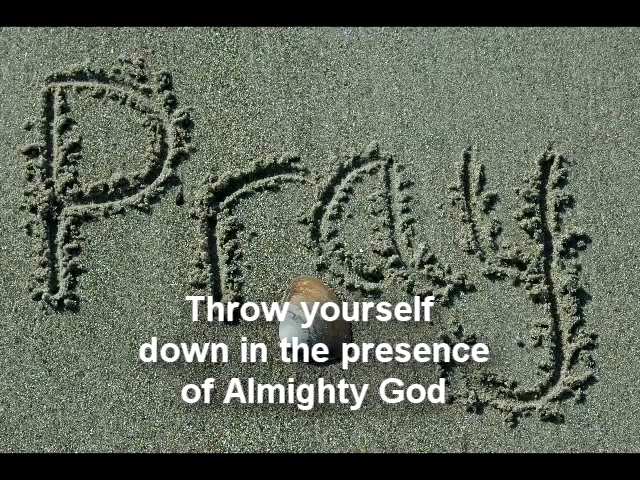 Pray
Throw yourself
down in the presence
of Almighty God